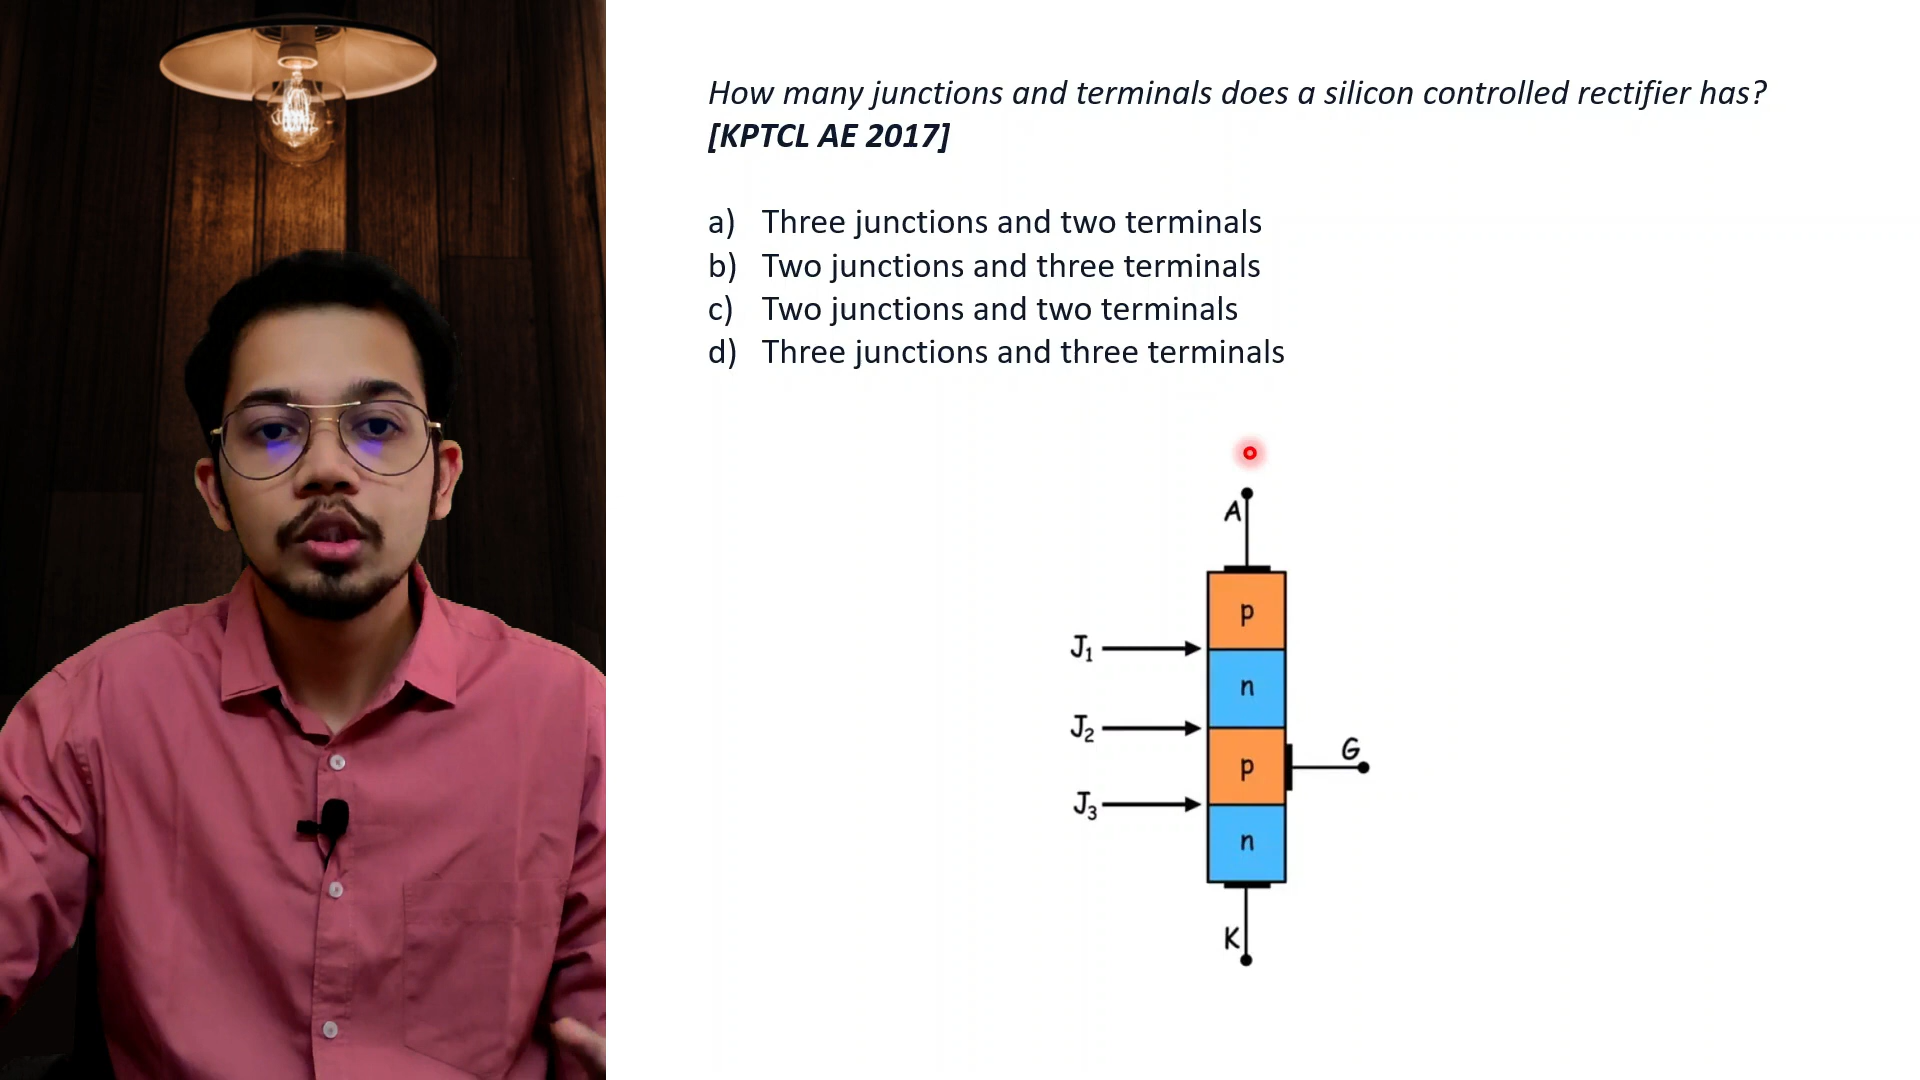 How many junctions and terminals does a silicon controlled rectifier has?
[KPTCL AE 2017]
a) Three junctions and two terminals
b) Two junctions and three terminals
c) Two junctions and two terminals
d) Three junctions and three terminals
A
p
J1
n
J2
G
p
J3
n
K